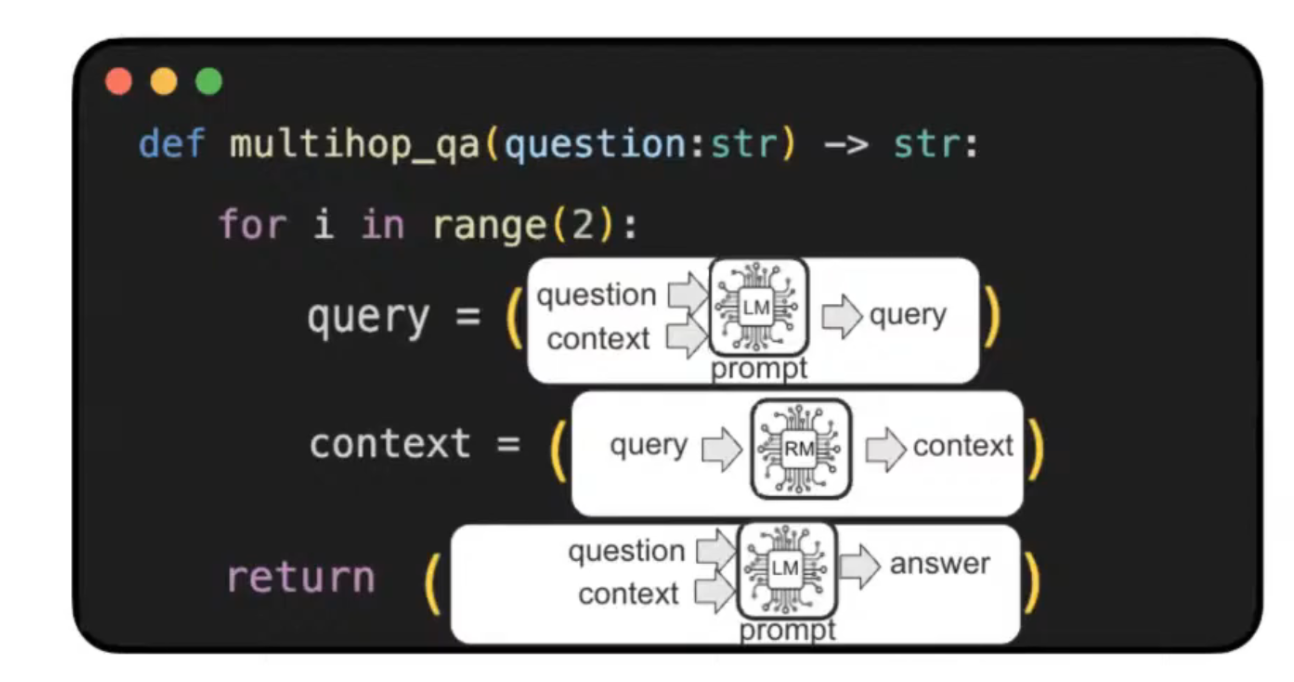 def multihop_qa(question:str) -> str:
for i in range(2):
query = ( question context LM prompt query )
context = ( query RM context )
return ( question context LM prompt answer )